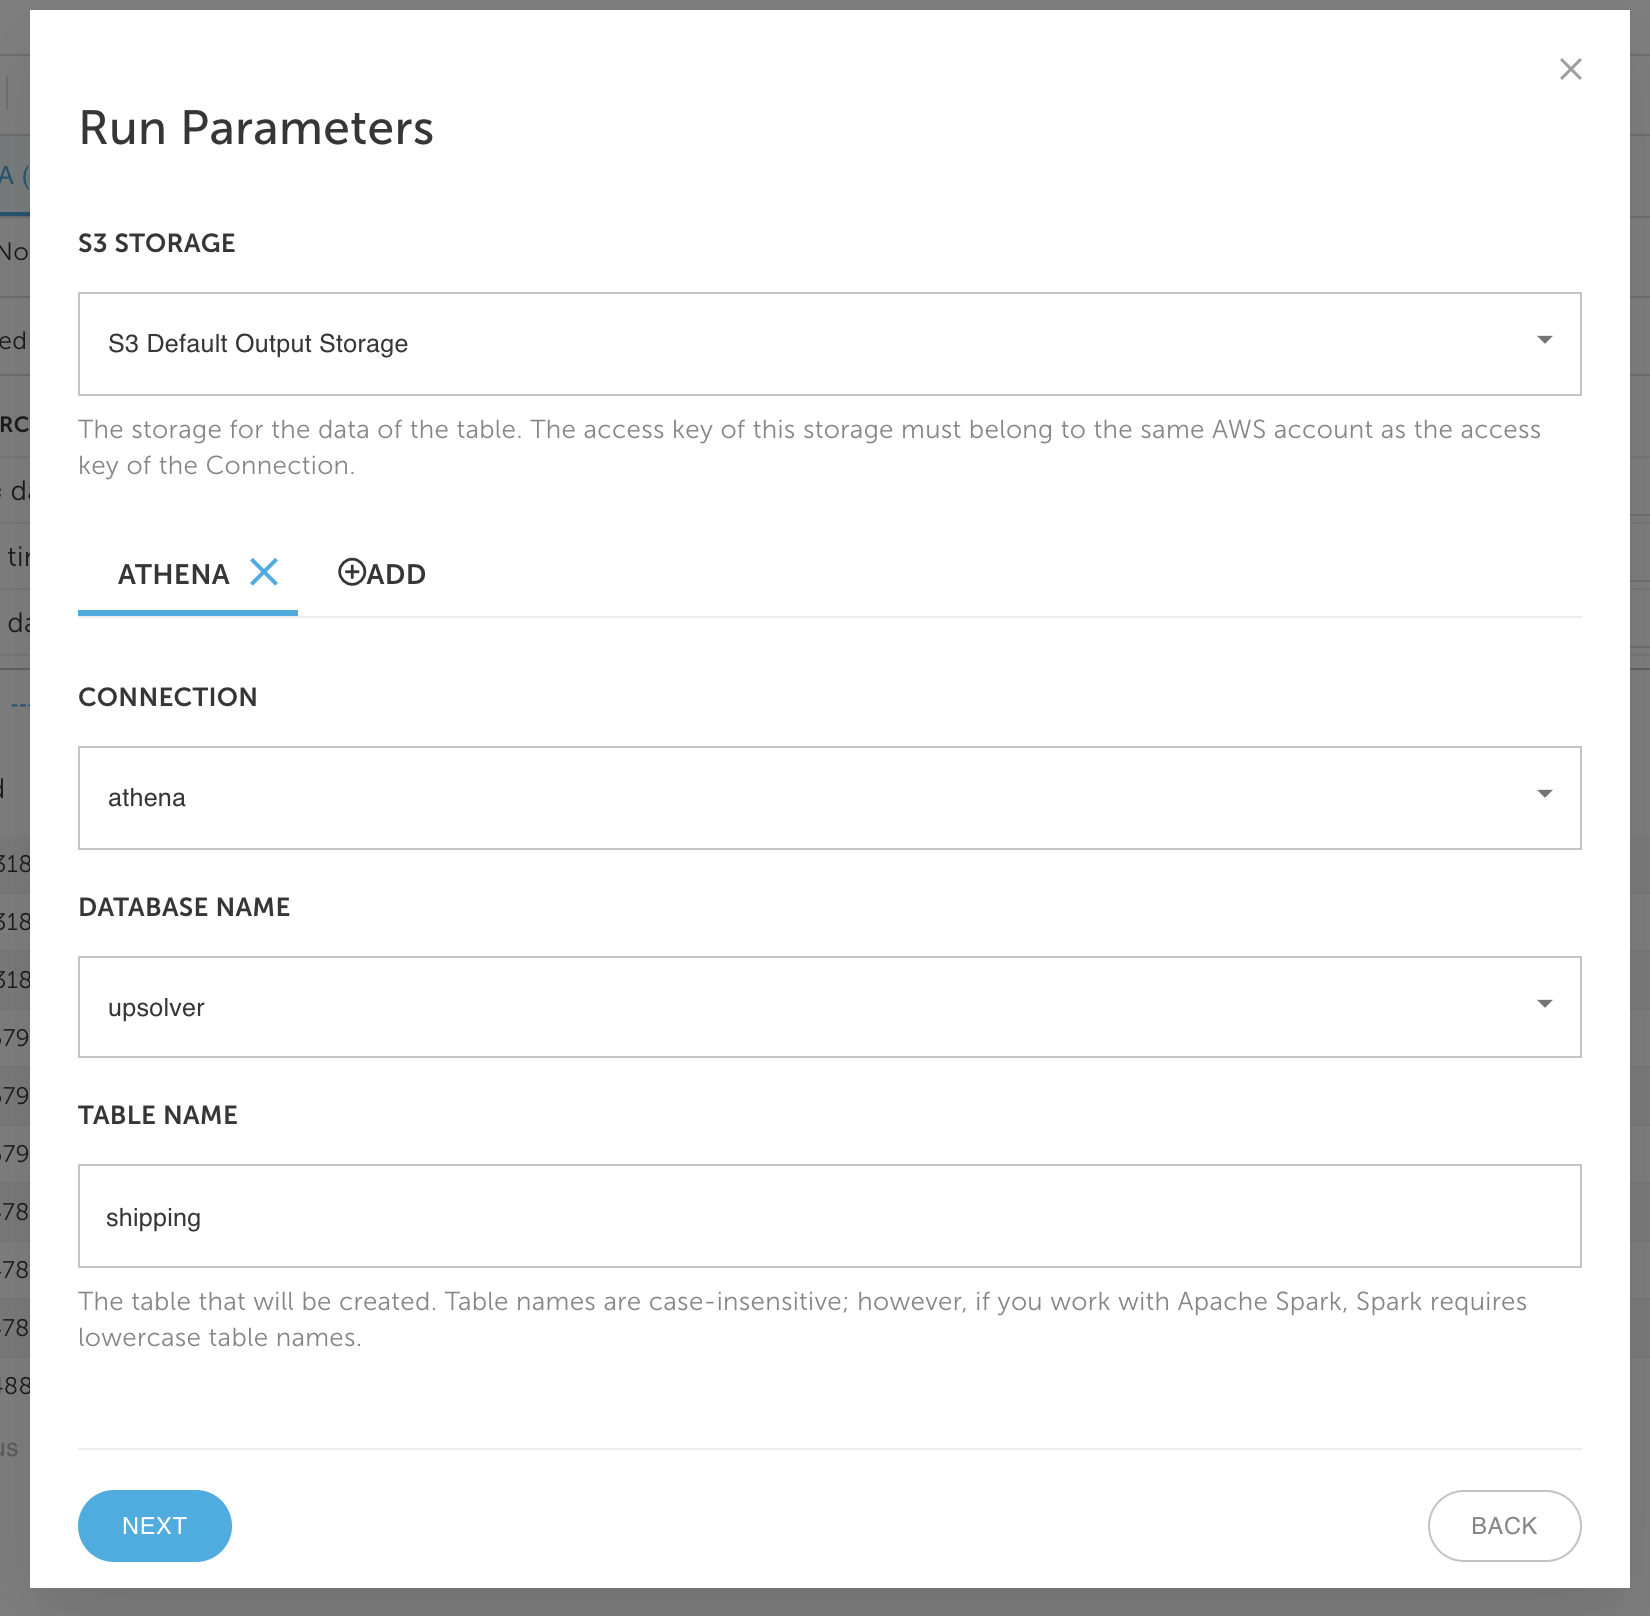 Run Parameters
S3 STORAGE
S3 Default Output Storage
The storage for the data of the table. The access key of this storage must belong to the same AWS account as the access
key of the Connection.
ATHENA
ADD
CONNECTION
athena
DATABASE NAME
upsolver
TABLE NAME
shipping
The table that will be created. Table names are case-insensitive; however, if you work with Apache Spark, Spark requires
lowercase table names.
NEXT
BACK